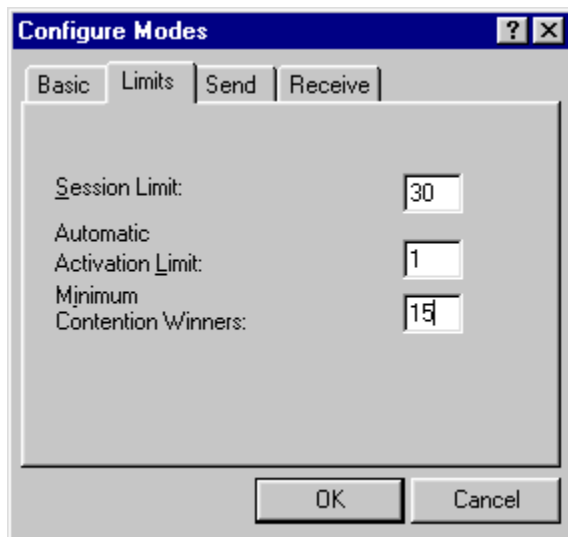 Configure Modes
Basic Limits Send Receive
Session Limit: 30
Automatic
Activation Limit: 1
Minimum
Contention Winners: 15
OK Cancel